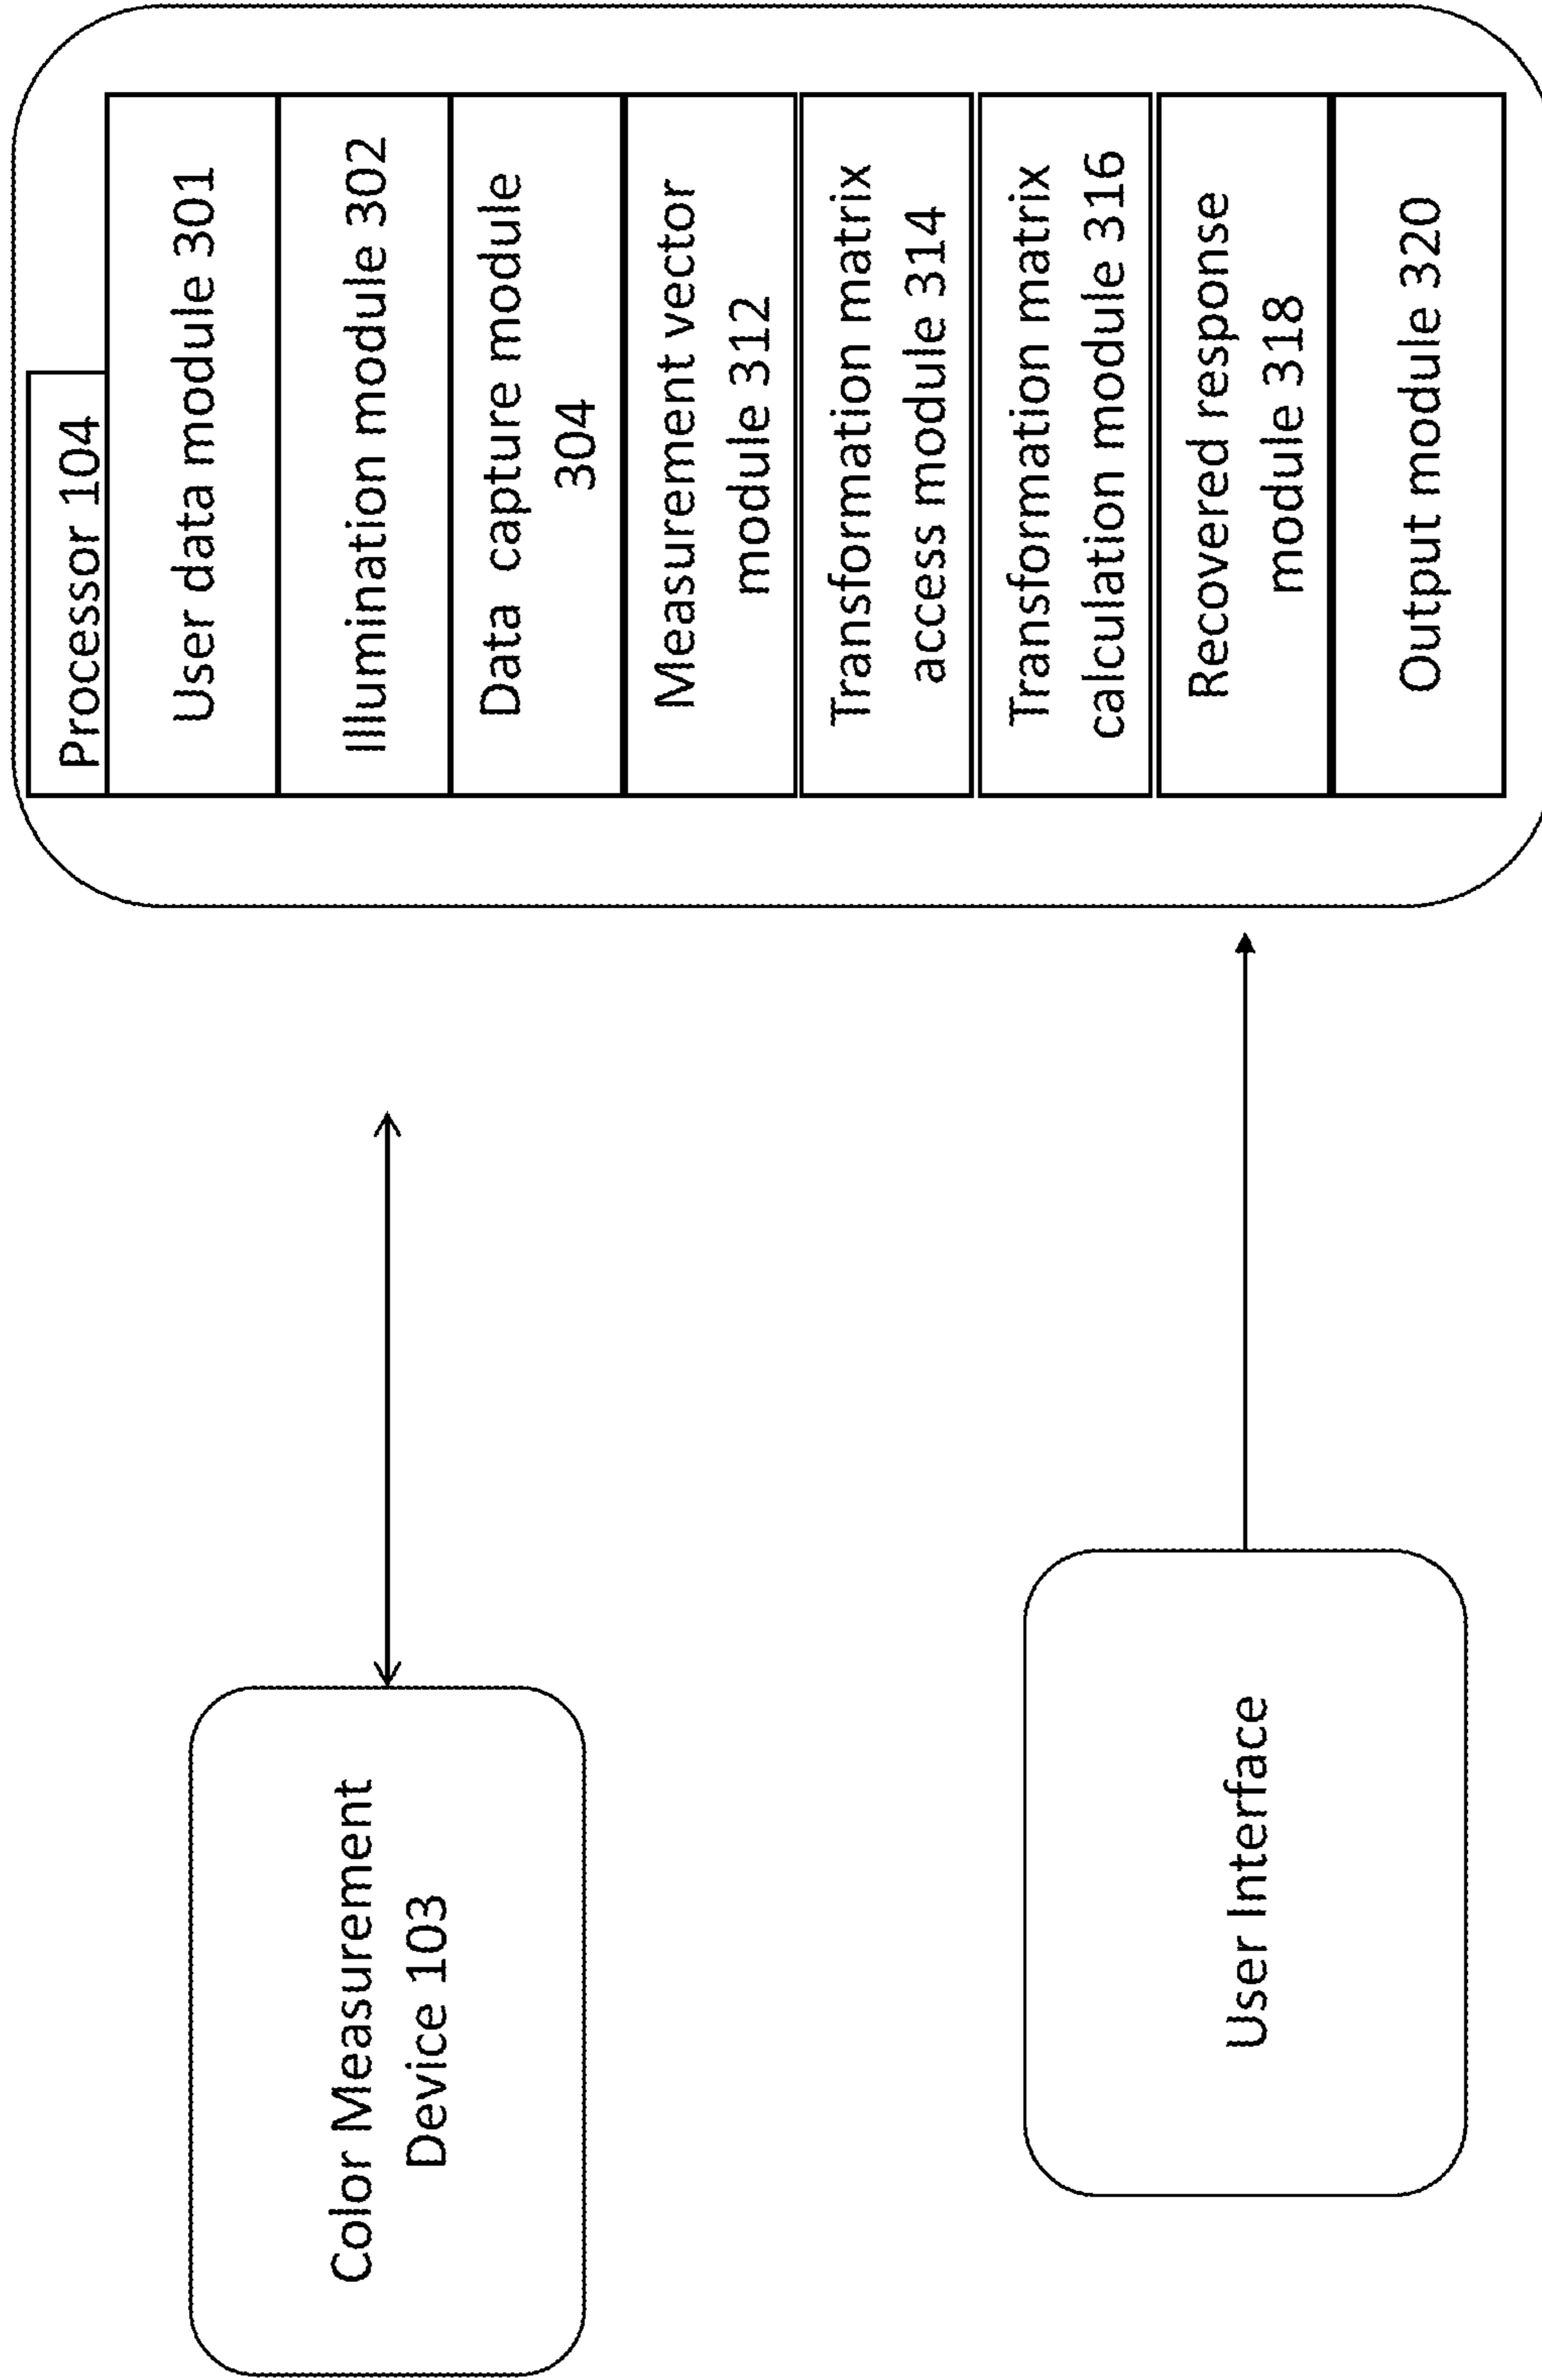 Color Measurement
Device 103
User Interface
Processor 104
User data module 301
Illumination module 302
Data capture module
304
Measurement vector
module 312
Transformation matrix
access module 314
Transformation matrix
calculation module 316
Recovered response
module 318
Output module 320